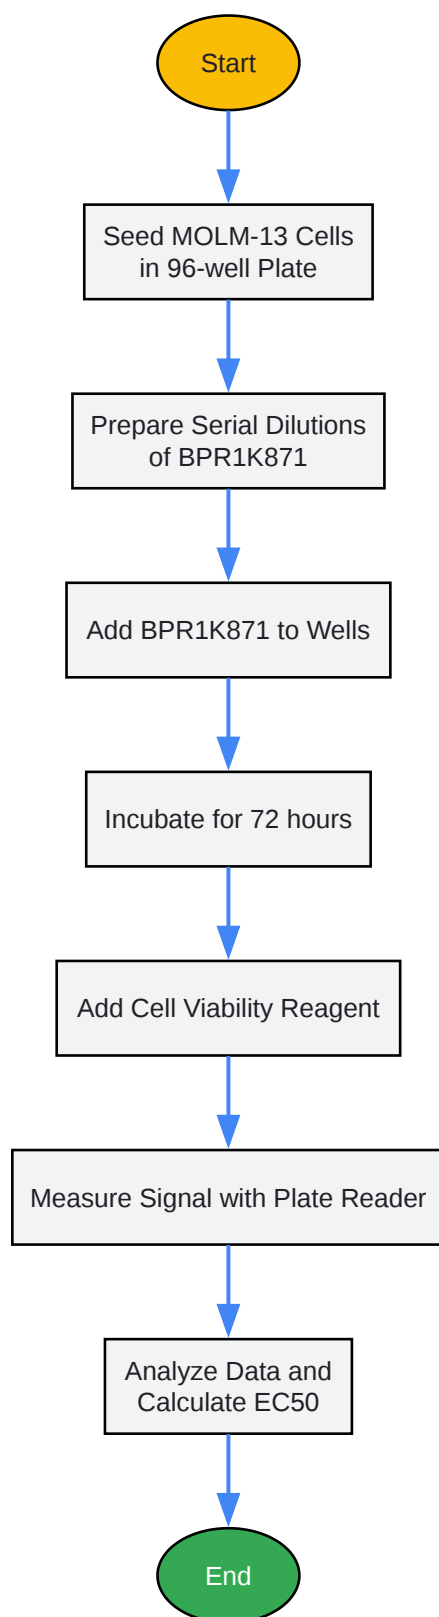 Start
Seed MOLM-13 Cells
in 96-well Plate
Prepare Serial Dilutions
of BPR1K871
Add BPR1K871 to Wells
Incubate for 72 hours
Add Cell Viability Reagent
Measure Signal with Plate Reader
Analyze Data and
Calculate EC50
End